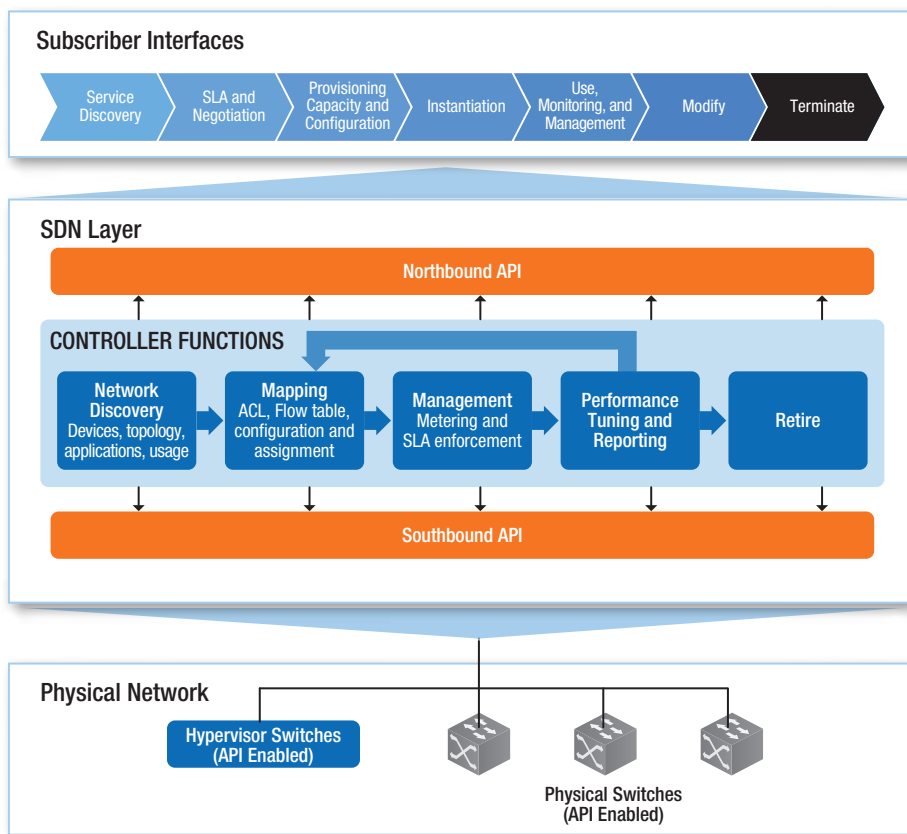 Subscriber Interfaces
Service
Discovery
SLA and
Negotiation
Provisioning
Capacity and
Configuration
Instantiation
Use,
Monitoring, and
Management
Modify
Terminate
SDN Layer
Northbound API
CONTROLLER FUNCTIONS
Network
Discovery
Devices, topology,
applications, usage
Mapping
ACL, Flow table,
configuration and
assignment
Management
Metering and
SLA enforcement
Performance
Tuning and
Reporting
Retire
Southbound API
Physical Network
Hypervisor Switches
(API Enabled)
Physical Switches
(API Enabled)